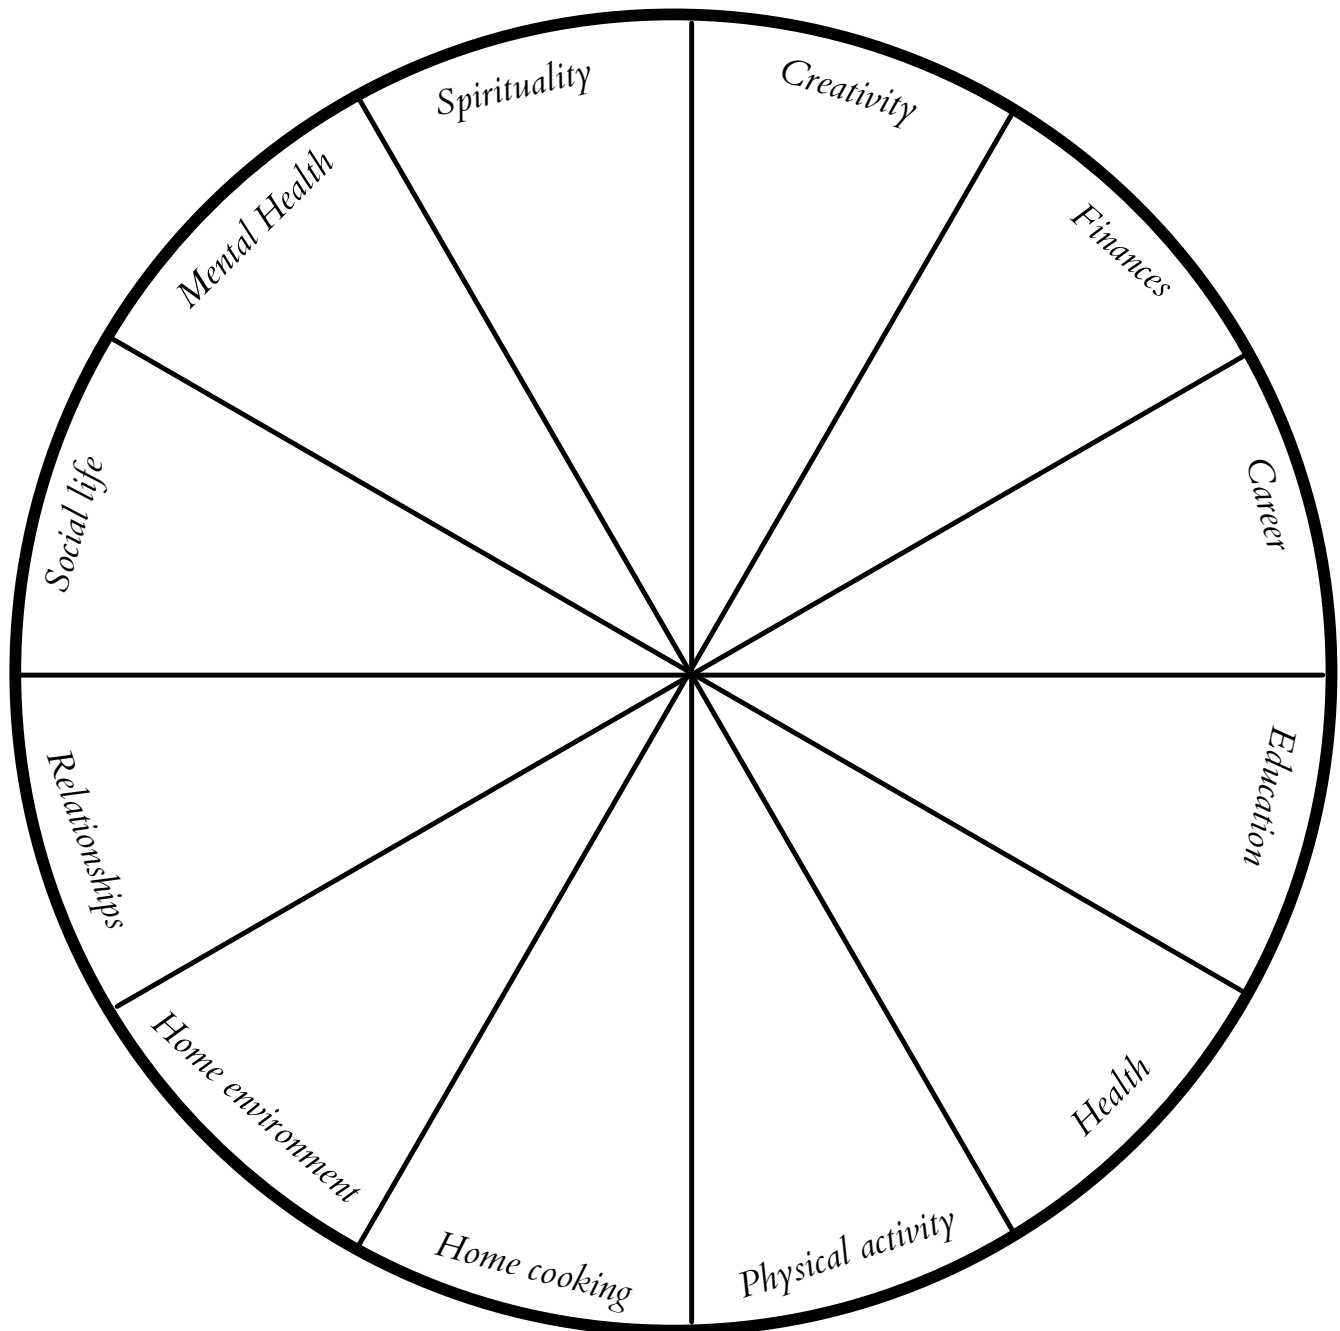 Spirituality
Creativity
Finances
Career
Education
Health
Physical activity
Home cooking
Home environment
Relationships
Social life
Mental Health